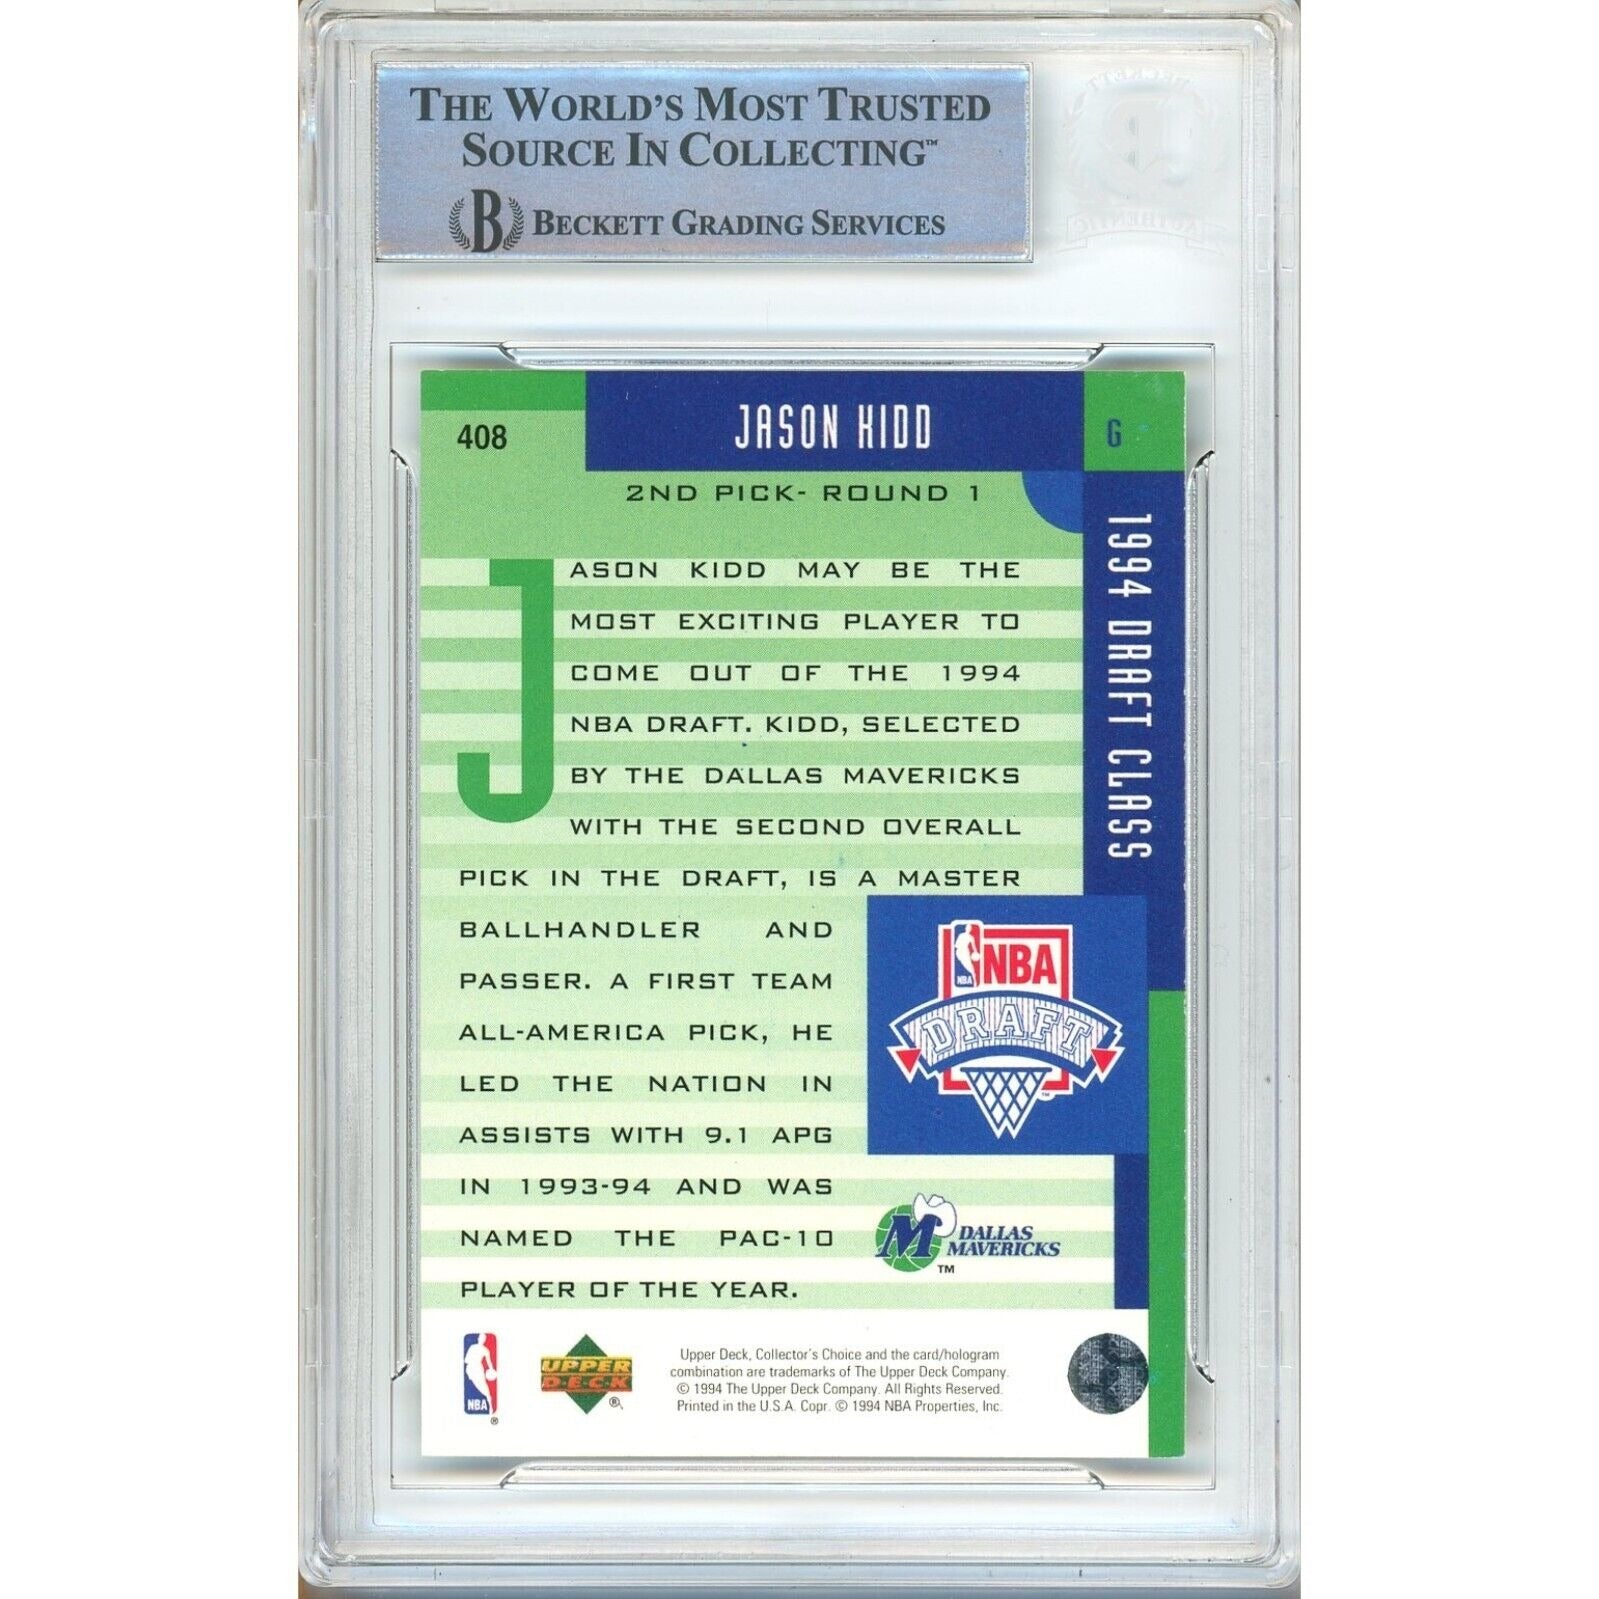 THE WORLD'S MOST TRUSTED
SOURCE IN COLLECTING™
B BECKETT GRADING SERVICES
408
JASON KIDD
G
2ND PICK- ROUND 1
1994 DRAFT CLASS
JASON KIDD MAY BE THE
MOST EXCITING PLAYER TO
COME OUT OF THE 1994
NBA DRAFT. KIDD, SELECTED
BY THE DALLAS MAVERICKS
WITH THE SECOND OVERALL
PICK IN THE DRAFT, IS A MASTER
BALLHANDLER AND
PASSER. A FIRST TEAM
ALL-AMERICA PICK, HE
LED THE NATION IN
ASSISTS WITH 9.1 APG
IN 1993-94 AND WAS
NAMED THE PAC-10
PLAYER OF THE YEAR.
NBA
NBA
DRAFT
™
M DALLAS
MAVERICKS
™
NBA
®
UPPER
DECK
®
Upper Deck, Collector's Choice and the card/hologram
combination are trademarks of The Upper Deck Company.
© 1994 The Upper Deck Company. All Rights Reserved.
Printed in the U.S.A. Copr. © 1994 NBA Properties, Inc.